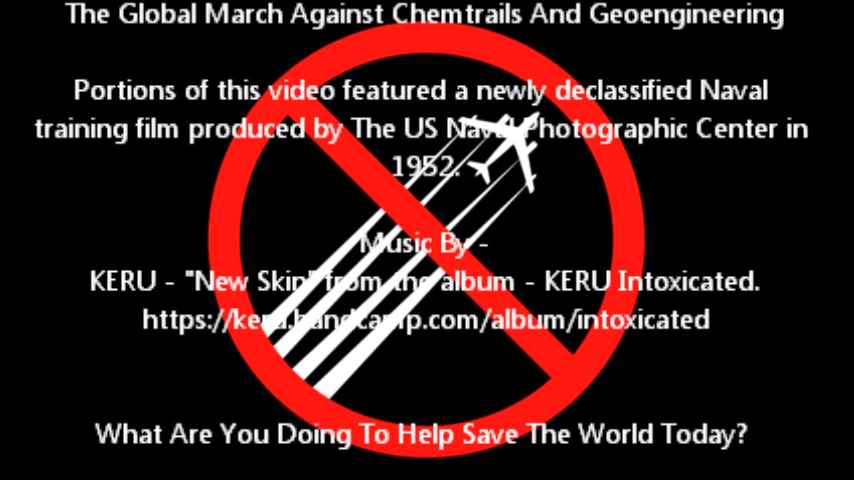 The Global March Against Chemtrails And Geoengineering
Portions of this video featured a newly declassified Naval
training film produced by The US Naval Photographic Center in
1952.
Music By -
KERU - "New Skin" from the album - KERU Intoxicated.
https://keru.bandcamp.com/album/intoxicated
What Are You Doing To Help Save The World Today?